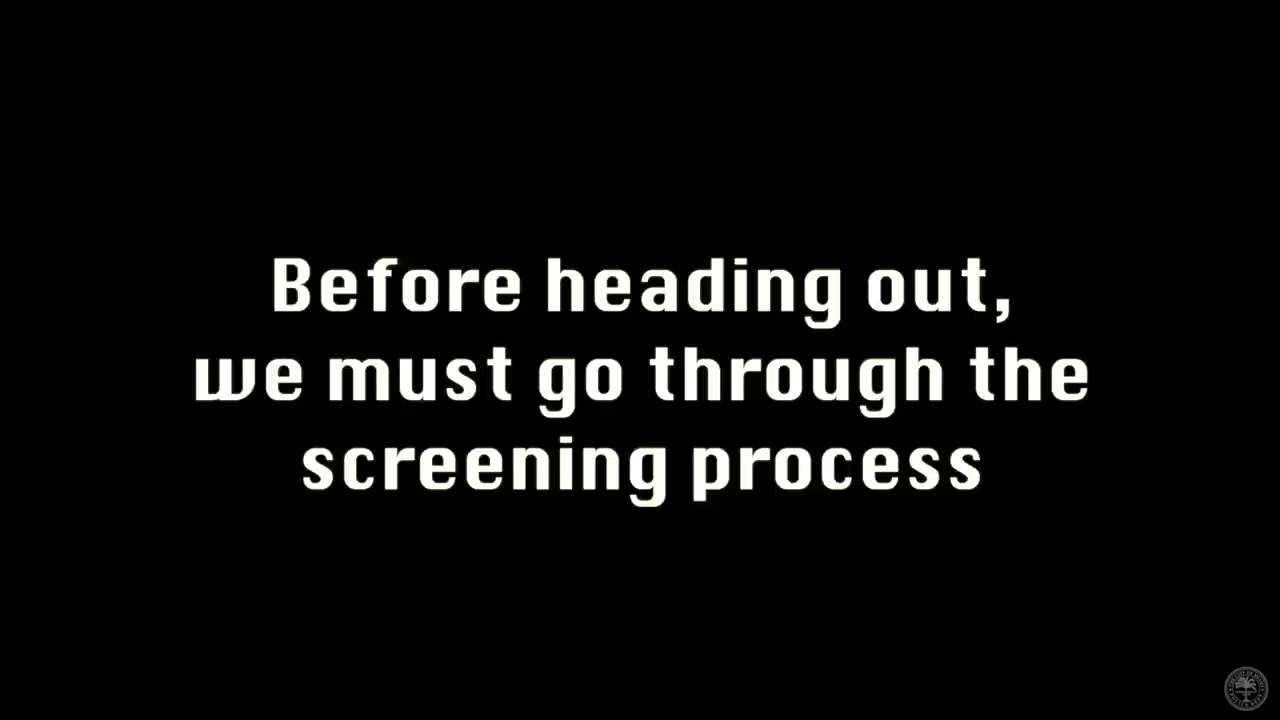 Before heading out,
we must go through the
screening process